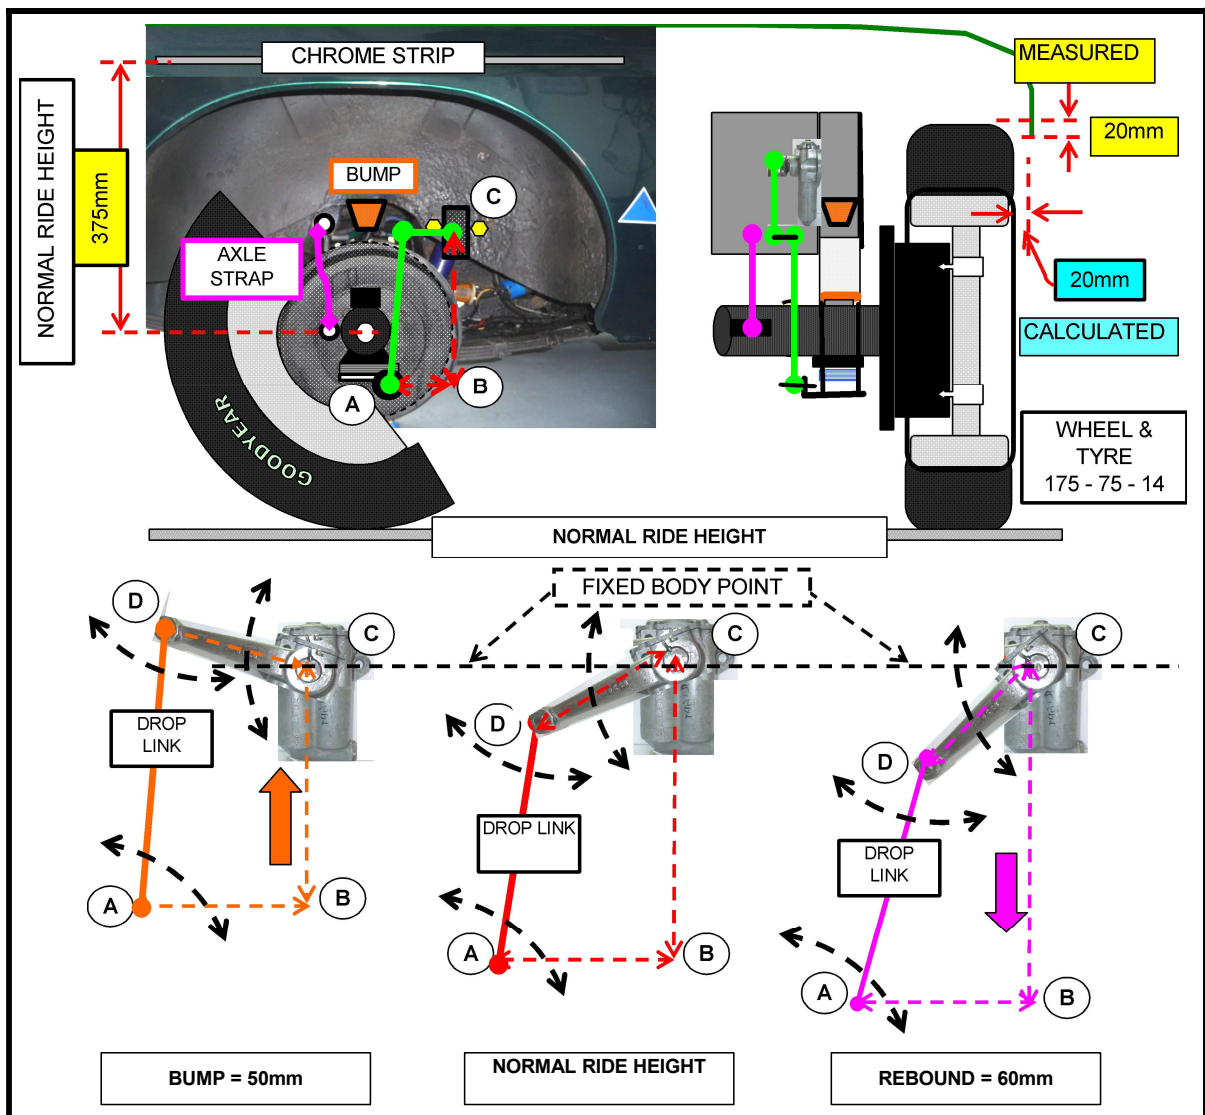 CHROME STRIP
MEASURED
20mm
NORMAL RIDE HEIGHT
375mm
BUMP
C
AXLE
STRAP
20mm
CALCULATED
A
B
GOODYEAR
WHEEL &
TYRE
175 - 75 - 14
NORMAL RIDE HEIGHT
FIXED BODY POINT
D
C
DROP
LINK
A
B
C
D
DROP LINK
A
B
C
D
DROP
LINK
A
B
BUMP = 50mm
NORMAL RIDE HEIGHT
REBOUND = 60mm